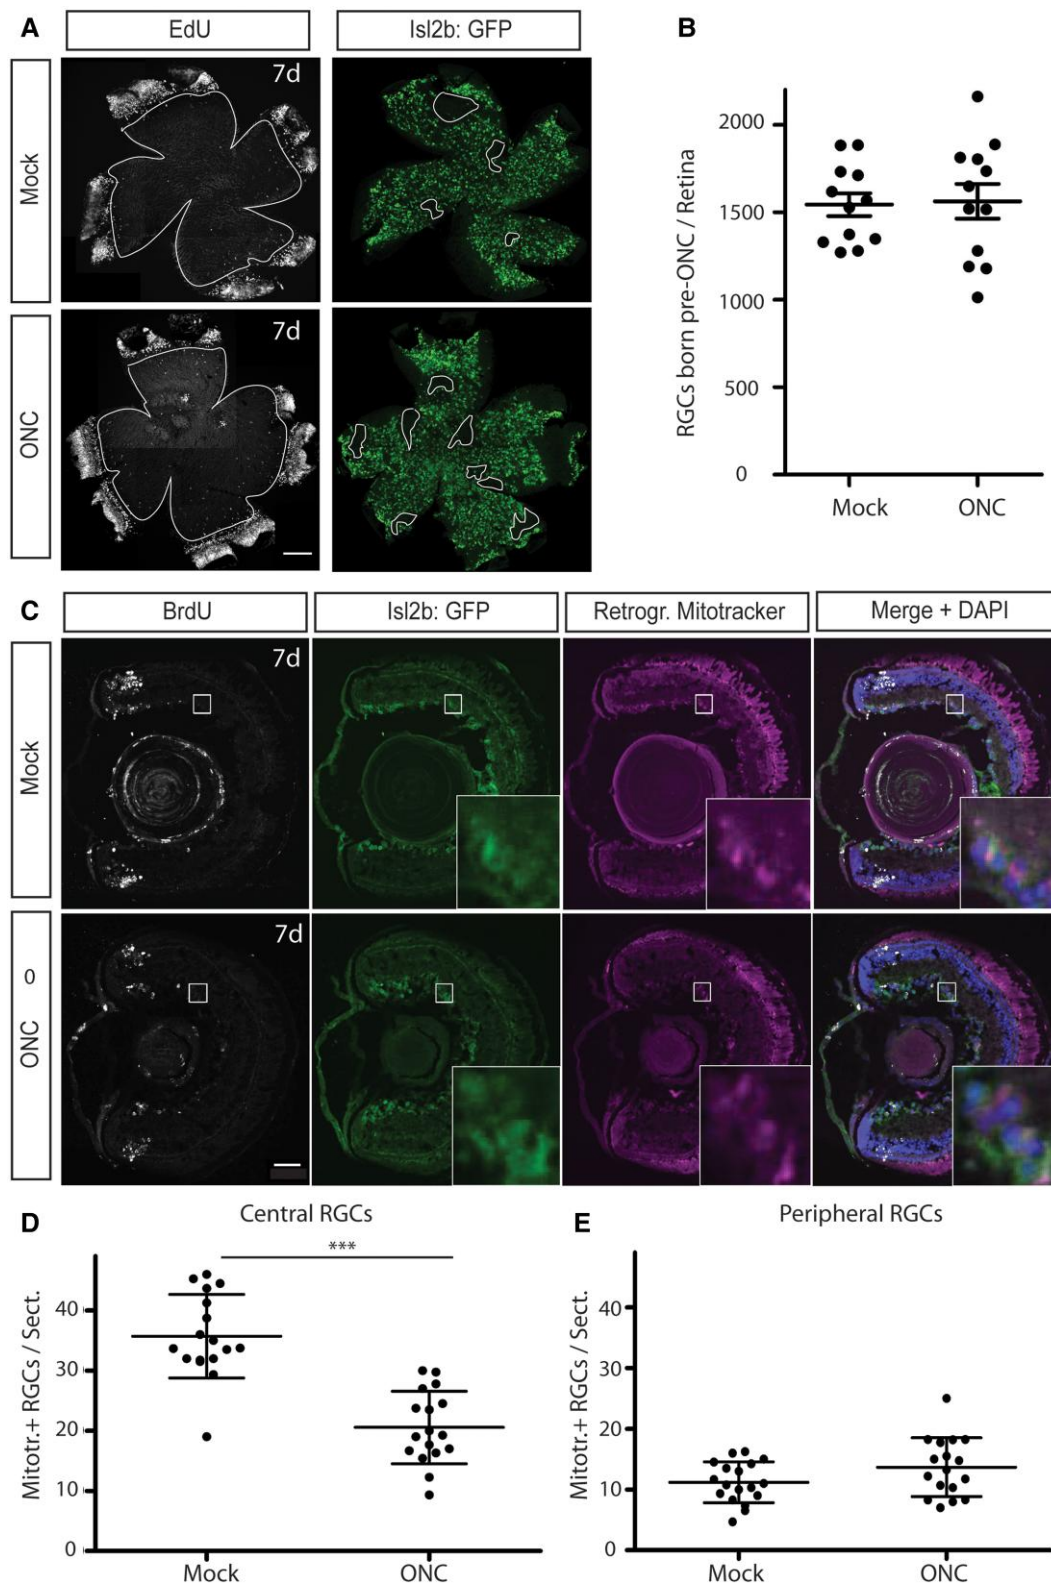 A
EdU
Isl2b: GFP
Mock
7d
ONC
7d
B
RGCs born pre-ONC / Retina
2000
1500
1000
500
0
Mock
ONC
C
BrdU
Isl2b: GFP
Retrogr. Mitotracker
Merge + DAPI
Mock
7d
0
ONC
7d
D
Central RGCs
***
Mitotr.+ RGCs / Sect.
40
30
20
10
0
Mock
ONC
E
Peripheral RGCs
Mitotr.+ RGCs / Sect.
40
30
20
10
0
Mock
ONC